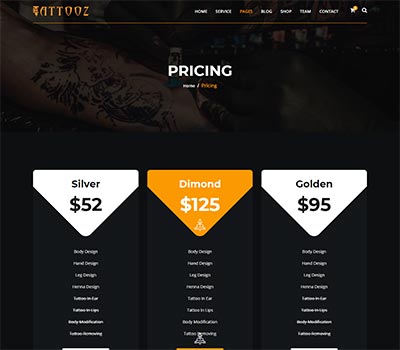 TATTOOZ
HOME SERVICE PAGES BLOG SHOP TEAM CONTACT
PRICING
Home / Pricing
Silver
$52
Body Design
Hand Design
Leg Design
Henna Design
Tattoo in Ear
Tattoo in Lips
Body Modification
Tattoo Removing
Dimond
$125
Body Design
Hand Design
Leg Design
Henna Design
Tattoo in Ear
Tattoo in Lips
Body Modification
Tattoo Removing
Golden
$95
Body Design
Hand Design
Leg Design
Henna Design
Tattoo in Ear
Tattoo in Lips
Body Modification
Tattoo Removing